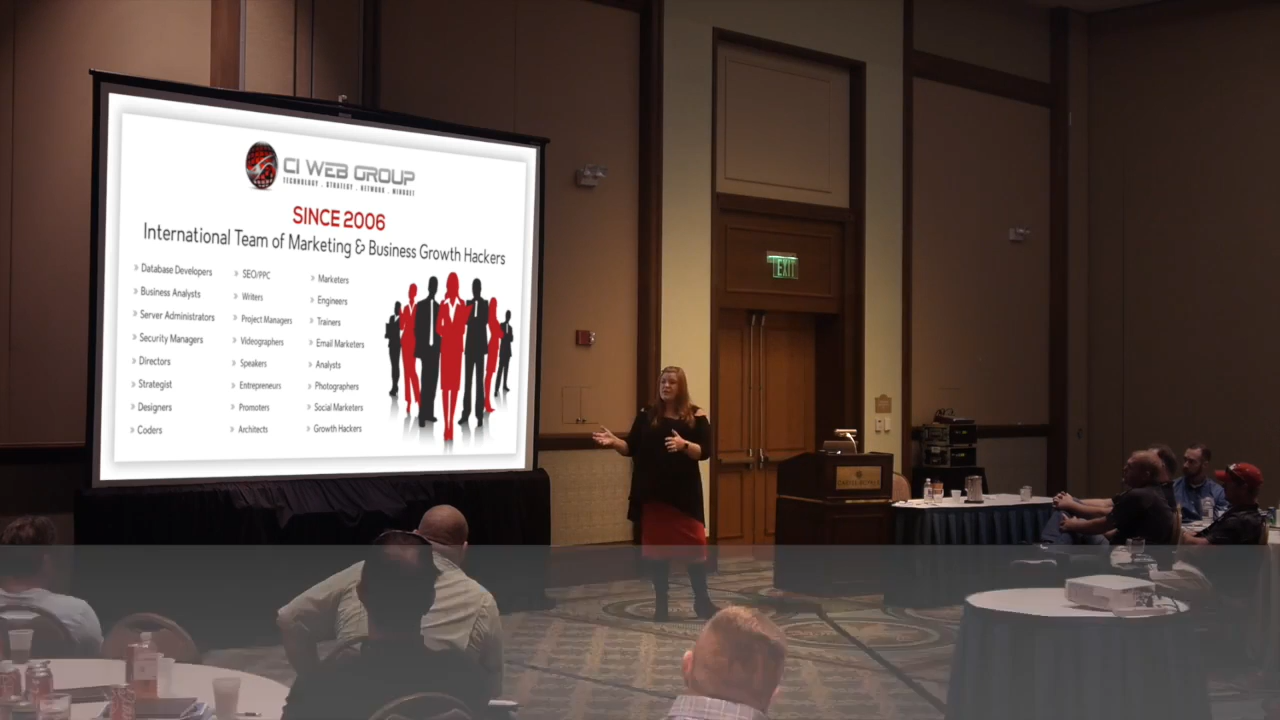 CI WEB GROUP
TECHNOLOGY . STRATEGY . NETWORK . MINDSET
SINCE 2006
International Team of Marketing & Business Growth Hackers
» Database Developers
» Business Analysts
» Server Administrators
» Security Managers
» Directors
» Strategist
» Designers
» Coders
» SEO/PPC
» Writers
» Project Managers
» Videographers
» Speakers
» Entrepreneurs
» Promoters
» Architects
» Marketers
» Engineers
» Trainers
» Email Marketers
» Analysts
» Photographers
» Social Marketers
» Growth Hackers
EXIT